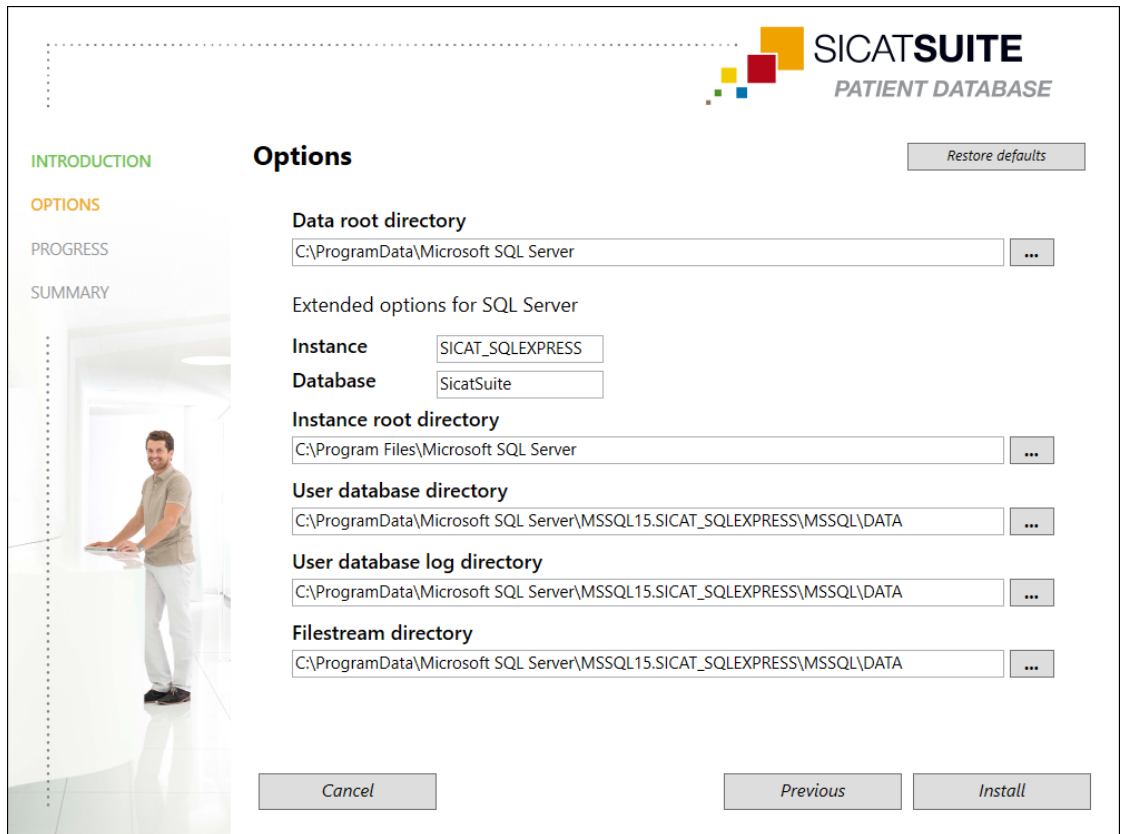 SICATSUITE
PATIENT DATABASE
INTRODUCTION
OPTIONS
PROGRESS
SUMMARY
Options
Restore defaults
Data root directory
C:\ProgramData\Microsoft SQL Server
...
Extended options for SQL Server
Instance
SICAT_SQLEXPRESS
Database
SicatSuite
Instance root directory
C:\Program Files\Microsoft SQL Server
...
User database directory
C:\ProgramData\Microsoft SQL Server\MSSQL15.SICAT_SQLEXPRESS\MSSQL\DATA
...
User database log directory
C:\ProgramData\Microsoft SQL Server\MSSQL15.SICAT_SQLEXPRESS\MSSQL\DATA
...
Filestream directory
C:\ProgramData\Microsoft SQL Server\MSSQL15.SICAT_SQLEXPRESS\MSSQL\DATA
...
Cancel
Previous
Install